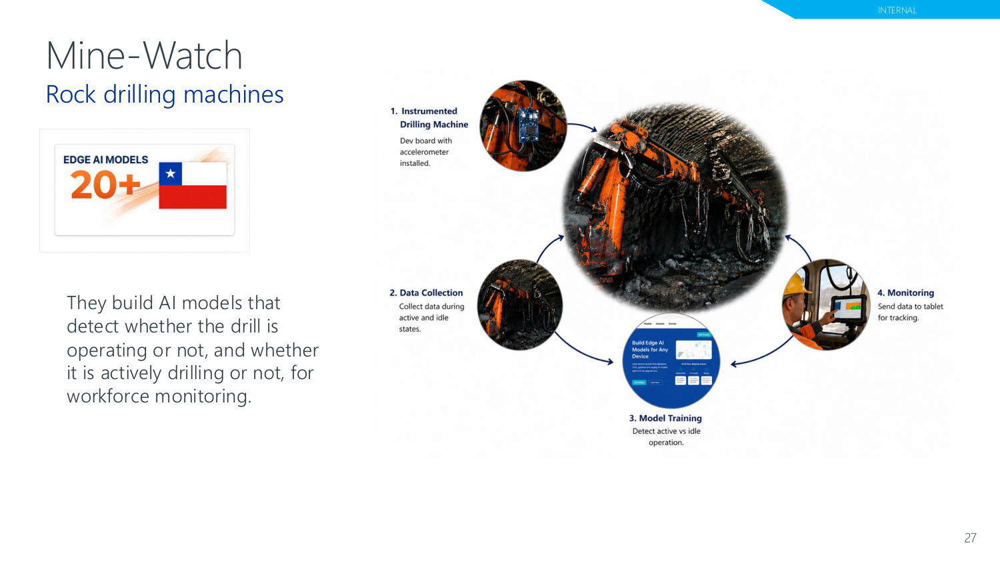 INTERNAL
Mine-Watch
Rock drilling machines
EDGE AI MODELS
20+
They build AI models that
detect whether the drill is
operating or not, and whether
it is actively drilling or not, for
workforce monitoring.
1. Instrumented
Drilling Machine
Dev board with
accelerometer
installed.
2. Data Collection
Collect data during
active and idle
states.
Models Datasets Devices
Build Edge AI
Models for Any
Device
3. Model Training
Detect active vs idle
operation.
4. Monitoring
Send data to tablet
for tracking.
27